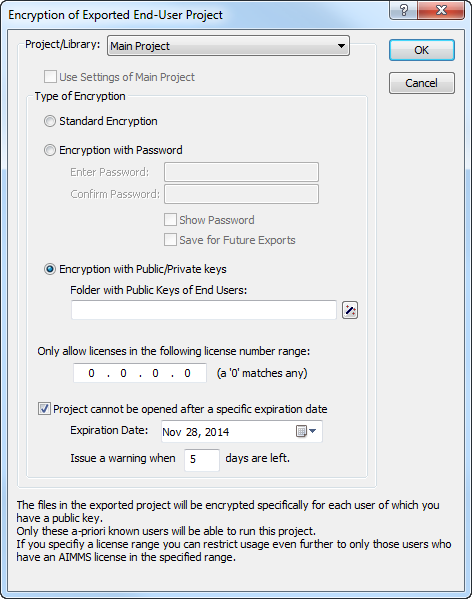 Encryption of Exported End-User Project
Project/Library: Main Project
OK
Use Settings of Main Project
Cancel
Type of Encryption
Standard Encryption
Encryption with Password
Enter Password:
Confirm Password:
Show Password
Save for Future Exports
Encryption with Public/Private keys
Folder with Public Keys of End Users:
Only allow licenses in the following license number range:
0 . 0 . 0 . 0 (a '0' matches any)
Project cannot be opened after a specific expiration date
Expiration Date: Nov 28, 2014
Issue a warning when 5 days are left.
The files in the exported project will be encrypted specifically for each user of which you
have a public key.
Only these a-priori known users will be able to run this project.
If you specifiy a license range you can restrict usage even further to only those users who
have an AIMMS license in the specified range.